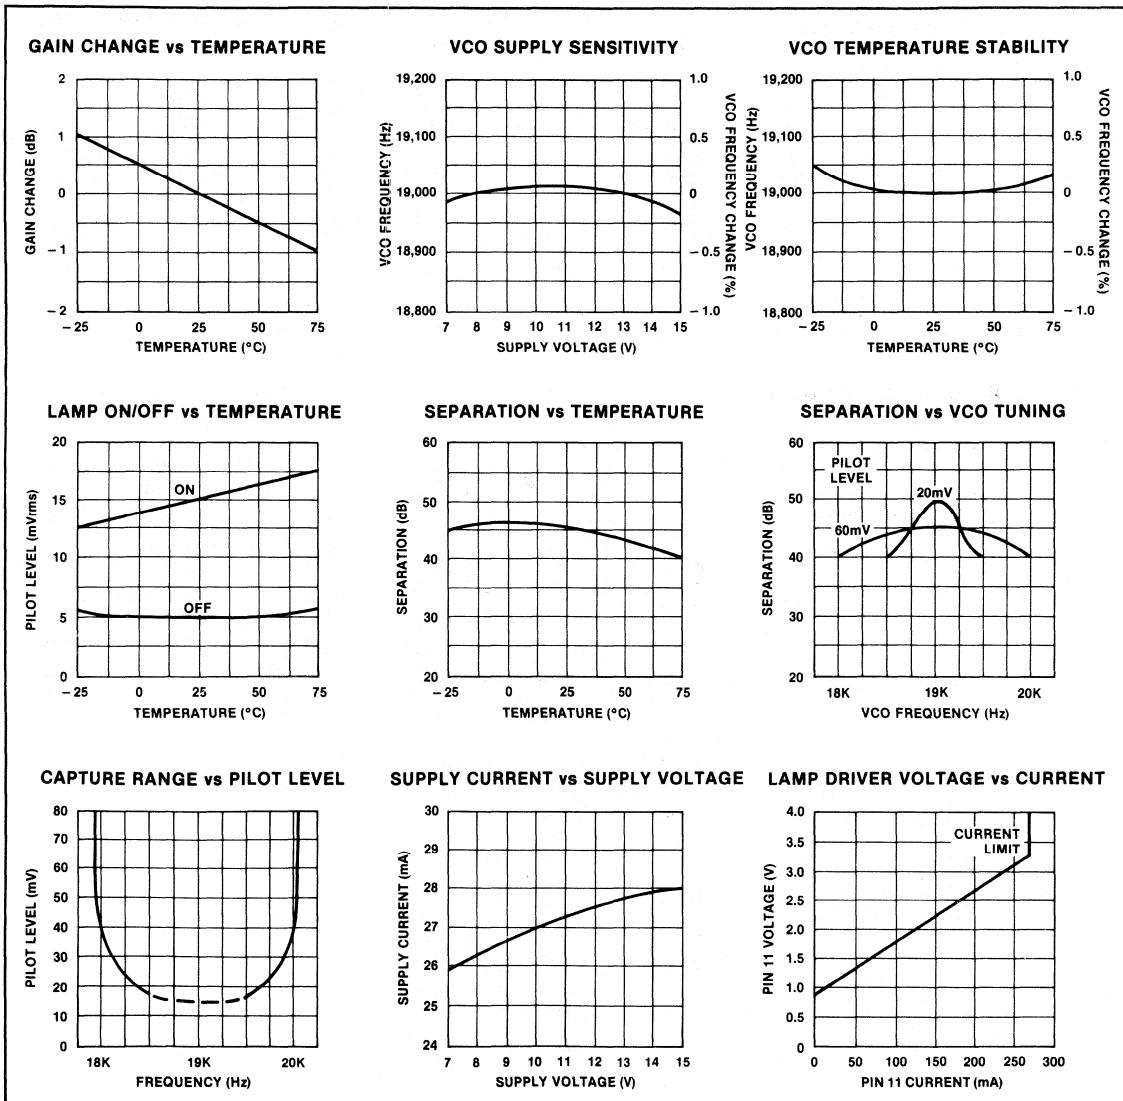 GAIN CHANGE vs TEMPERATURE
GAIN CHANGE (dB)
2
1
0
– 1
– 2
– 25 0 25 50 75
TEMPERATURE (°C)
VCO SUPPLY SENSITIVITY
VCO FREQUENCY (Hz)
19,200
19,100
19,000
18,900
18,800
1.0
0.5
0
– 0.5
– 1.0
VCO FREQUENCY CHANGE (%)
7 8 9 10 11 12 13 14 15
SUPPLY VOLTAGE (V)
VCO TEMPERATURE STABILITY
VCO FREQUENCY (Hz)
19,200
19,100
19,000
18,900
18,800
1.0
0.5
0
– 0.5
– 1.0
VCO FREQUENCY CHANGE (%)
– 25 0 25 50 75
TEMPERATURE (°C)
LAMP ON/OFF vs TEMPERATURE
PILOT LEVEL (mV/rms)
20
15
10
5
0
ON
OFF
– 25 0 25 50 75
TEMPERATURE (°C)
SEPARATION vs TEMPERATURE
SEPARATION (dB)
60
50
40
30
20
– 25 0 25 50 75
TEMPERATURE (°C)
SEPARATION vs VCO TUNING
SEPARATION (dB)
60
50
40
30
20
PILOT
LEVEL
20mV
60mV
18K 19K 20K
VCO FREQUENCY (Hz)
CAPTURE RANGE vs PILOT LEVEL
PILOT LEVEL (mV)
80
70
60
50
40
30
20
10
0
18K 19K 20K
FREQUENCY (Hz)
SUPPLY CURRENT vs SUPPLY VOLTAGE
SUPPLY CURRENT (mA)
30
29
28
27
26
25
24
7 8 9 10 11 12 13 14 15
SUPPLY VOLTAGE (V)
LAMP DRIVER VOLTAGE vs CURRENT
PIN 11 VOLTAGE (V)
4.0
3.5
3.0
2.5
2.0
1.5
1.0
0.5
0
CURRENT
LIMIT
0 50 100 150 200 250 300
PIN 11 CURRENT (mA)